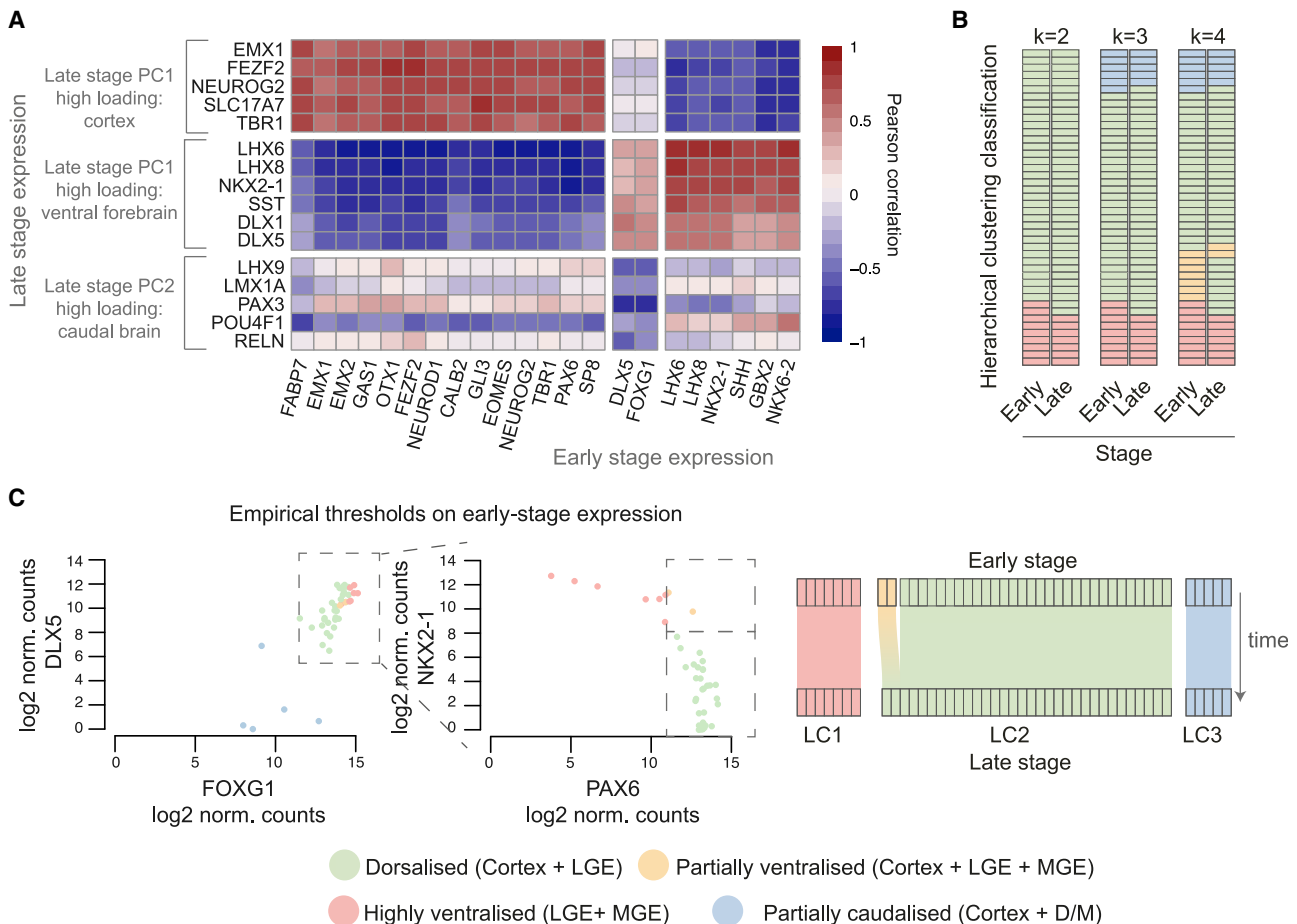 A
Late stage expression
Late stage PC1
high loading:
cortex
EMX1
FEZF2
NEUROG2
SLC17A7
TBR1
Late stage PC1
high loading:
ventral forebrain
LHX6
LHX8
NKX2-1
SST
DLX1
DLX5
Late stage PC2
high loading:
caudal brain
LHX9
LMX1A
PAX3
POU4F1
RELN
FABP7
EMX1
EMX2
GAS1
OTX1
FEZF2
NEUROD1
CALB2
GLI3
EOMES
NEUROG2
TBR1
PAX6
SP8
DLX5
FOXG1
LHX6
LHX8
NKX2-1
SHH
GBX2
NKX6-2
Early stage expression
1
0.5
0
−0.5
−1
Pearson correlation
B
k=2 k=3 k=4
Hierarchical clustering classification
Early Late Early Late Early Late
Stage
C
Empirical thresholds on early-stage expression
log2 norm. counts
DLX5
14
12
10
8
6
4
2
0
0 5 10 15
FOXG1
log2 norm. counts
log2 norm. counts
NKX2-1
14
12
10
8
6
4
2
0
0 5 10 15
PAX6
log2 norm. counts
Early stage
time
LC1 LC2 LC3
Late stage
Dorsalised (Cortex + LGE)
Partially ventralised (Cortex + LGE + MGE)
Highly ventralised (LGE+ MGE)
Partially caudalised (Cortex + D/M)